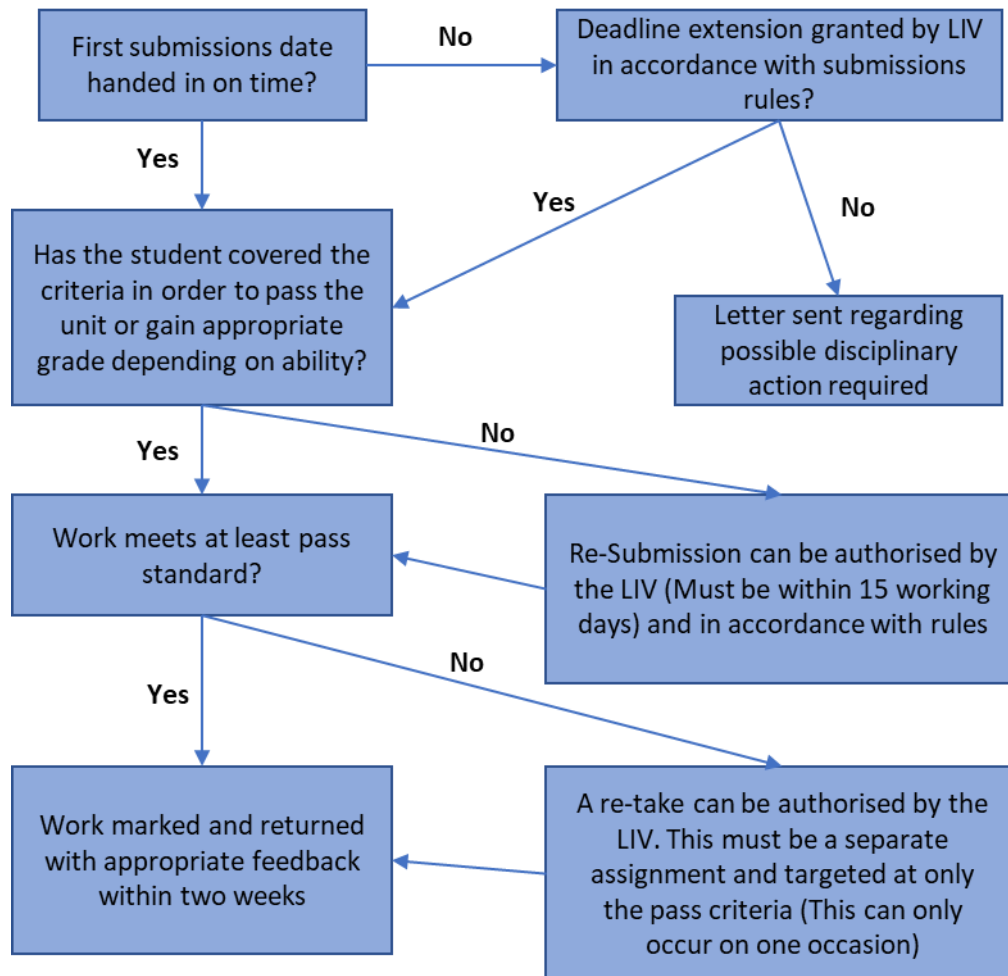 First submissions date
handed in on time?
No
Deadline extension granted by LIV
in accordance with submissions
rules?
Yes
Yes
No
Has the student covered the
criteria in order to pass the
unit or gain appropriate
grade depending on ability?
Letter sent regarding
possible disciplinary
action required
Yes
No
Work meets at least pass
standard?
Re-Submission can be authorised by
the LIV (Must be within 15 working
days) and in accordance with rules
Yes
No
Work marked and returned
with appropriate feedback
within two weeks
A re-take can be authorised by the
LIV. This must be a separate
assignment and targeted at only
the pass criteria (This can only
occur on one occasion)